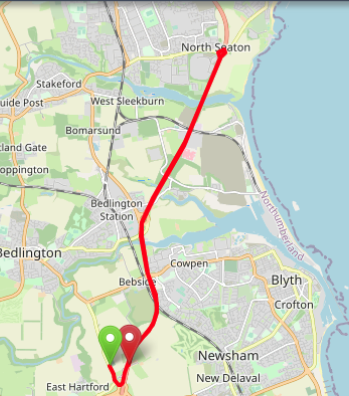 North Seaton
Stakeford
uide Post
West Sleekburn
Bomarsund
land Gate
oppington
Bedlington
Station
Northumberland
Bedlington
Cowpen
Bebside
Blyth
Crofton
Newsham
New Delaval
East Hartford